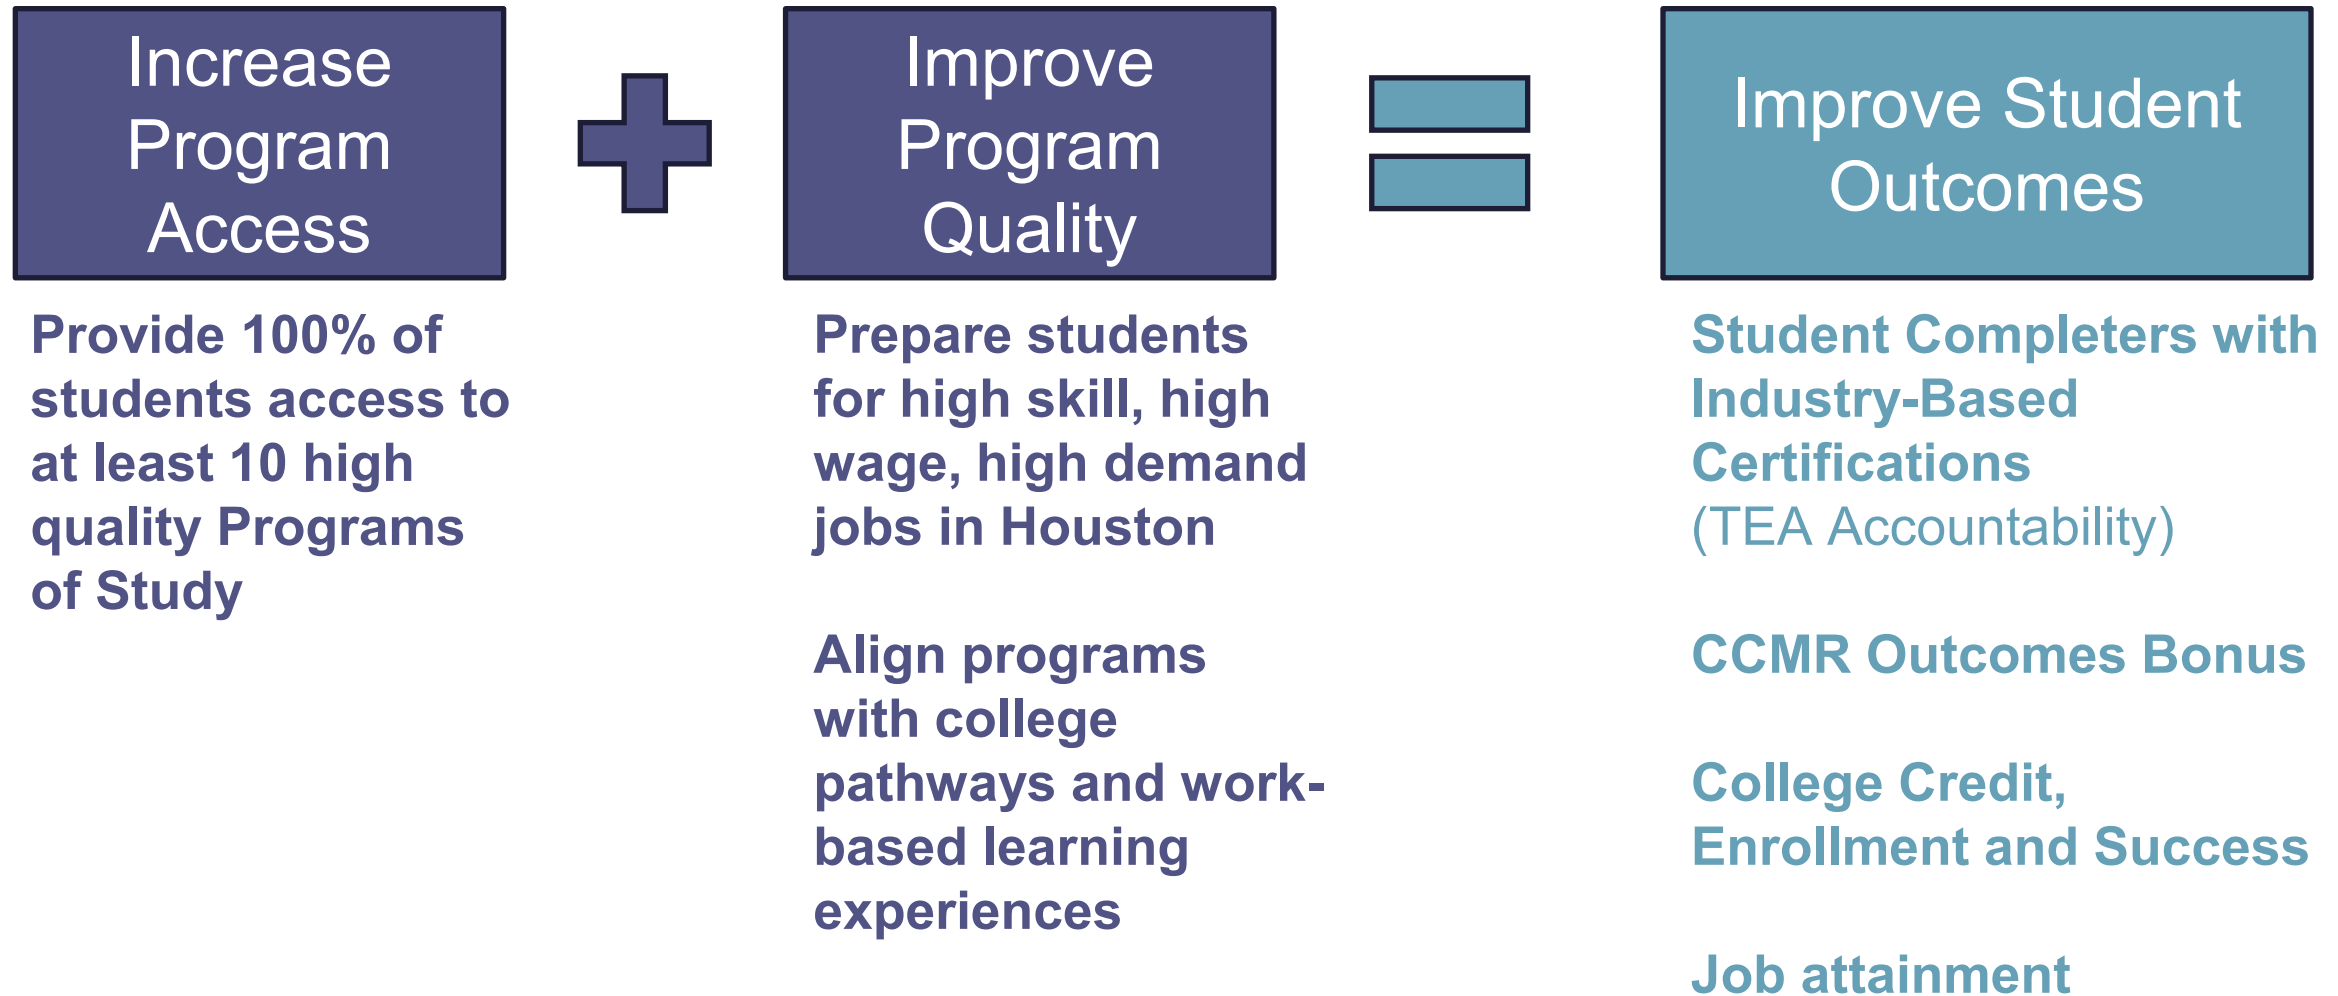 Increase
Program
Access
Provide 100% of
students access to
at least 10 high
quality Programs
of Study
Improve
Program
Quality
Prepare students
for high skill, high
wage, high demand
jobs in Houston
Align programs
with college
pathways and work-
based learning
experiences
Improve Student
Outcomes
Student Completers with
Industry-Based
Certifications
(TEA Accountability)
CCMR Outcomes Bonus
College Credit,
Enrollment and Success
Job attainment